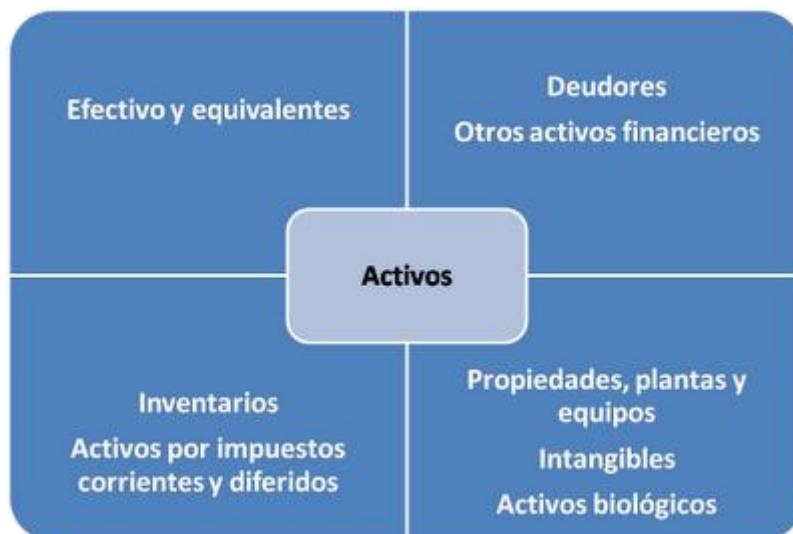 Efectivo y equivalentes
Deudores
Otros activos financieros
Activos
Inventarios
Activos por impuestos
corrientes y diferidos
Propiedades, plantas y
equipos
Intangibles
Activos biológicos